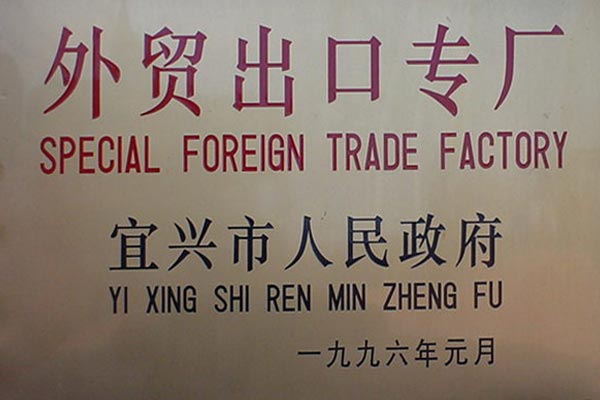 外贸出口专厂
SPECIAL FOREIGN TRADE FACTORY
宜兴市人民政府
YI XING SHI REN MIN ZHENG FU
一九九六年元月